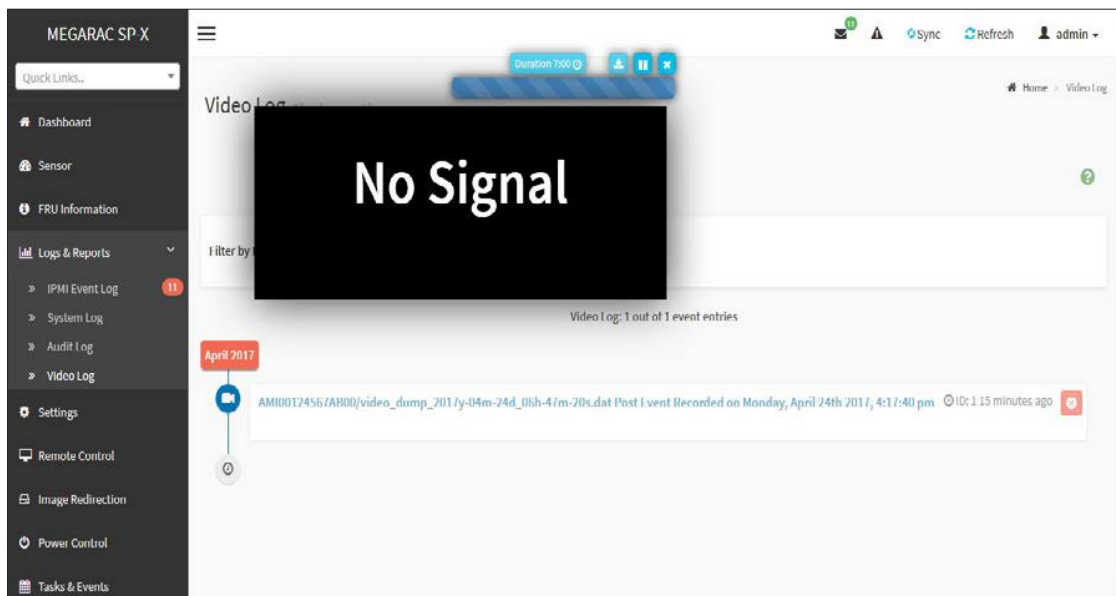 MEGARAC SP-X
11
Sync
Refresh
admin
Quick Links..
Duration 7:00
Home > Video Log
Video Log
Dashboard
No Signal
Sensor
FRU Information
Logs & Reports
Filter by
IPMI Event Log
11
System Log
Video Log: 1 out of 1 event entries
Audit Log
April 2017
Video Log
AMI00124567AB00/video_dump_2017y-04m-24d_06h-47m-20s.dat Post Event Recorded on Monday, April 24th 2017, 4:17:40 pm ID: 1 15 minutes ago
Settings
Remote Control
Image Redirection
Power Control
Tasks & Events